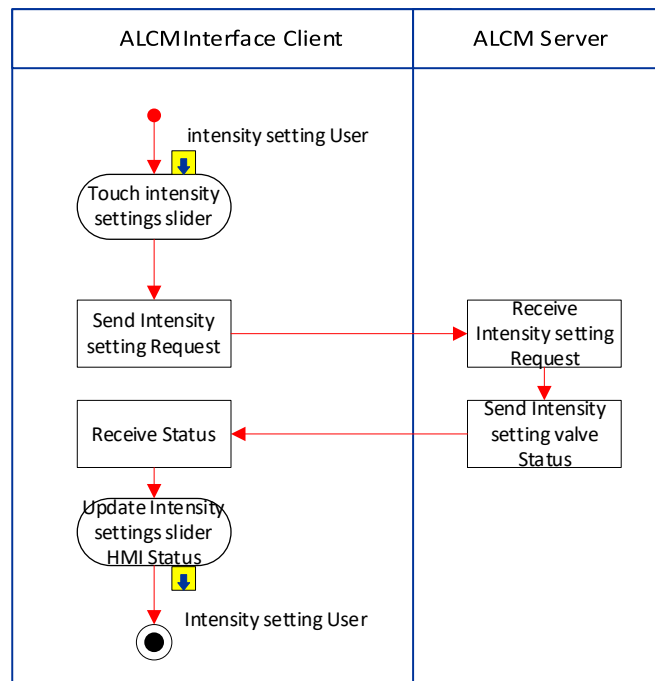 ALCMInterface Client
ALCM Server
intensity setting User
Touch intensity
settings slider
Send Intensity
setting Request
Receive
Intensity setting
Request
Receive Status
Send Intensity
setting valve
Status
Update Intensity
settings slider
HMI Status
Intensity setting User